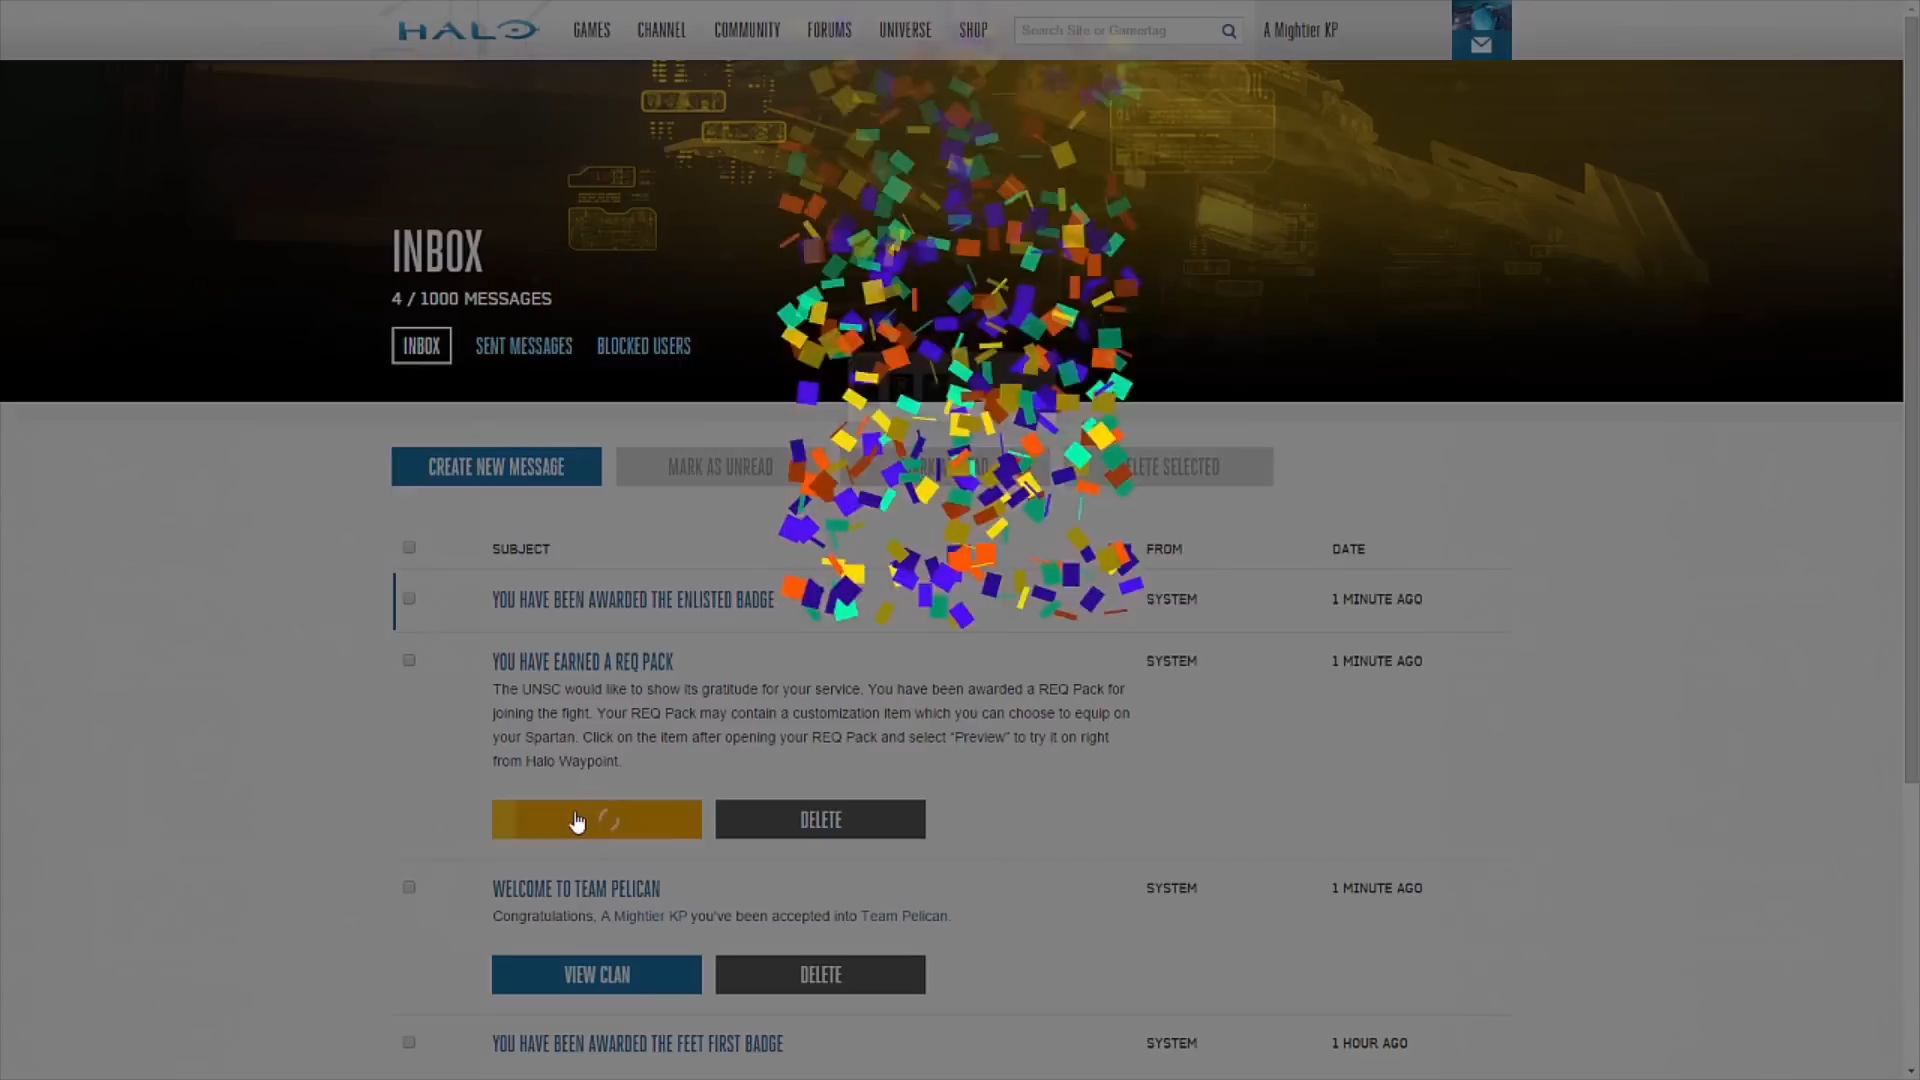 HALO
GAMES
CHANNEL
COMMUNITY
FORUMS
UNIVERSE
SHOP
Search Site or Gamertag
A Mightier KP
INBOX
4 / 1000 MESSAGES
INBOX
SENT MESSAGES
BLOCKED USERS
CREATE NEW MESSAGE
MARK AS UNREAD
SELECTED
SUBJECT
FROM
DATE
YOU HAVE BEEN AWARDED THE ENLISTED BADGE
SYSTEM
1 MINUTE AGO
YOU HAVE EARNED A REQ PACK
SYSTEM
1 MINUTE AGO
The UNSC would like to show its gratitude for your service. You have been awarded a REQ Pack for
joining the fight. Your REQ Pack may contain a customization item which you can choose to equip on
your Spartan. Click on the item after opening your REQ Pack and select “Preview” to try it on right
from Halo Waypoint.
DELETE
WELCOME TO TEAM PELICAN
SYSTEM
1 MINUTE AGO
Congratulations, A Mightier KP you've been accepted into Team Pelican.
VIEW CLAN
DELETE
YOU HAVE BEEN AWARDED THE FEET FIRST BADGE
SYSTEM
1 HOUR AGO